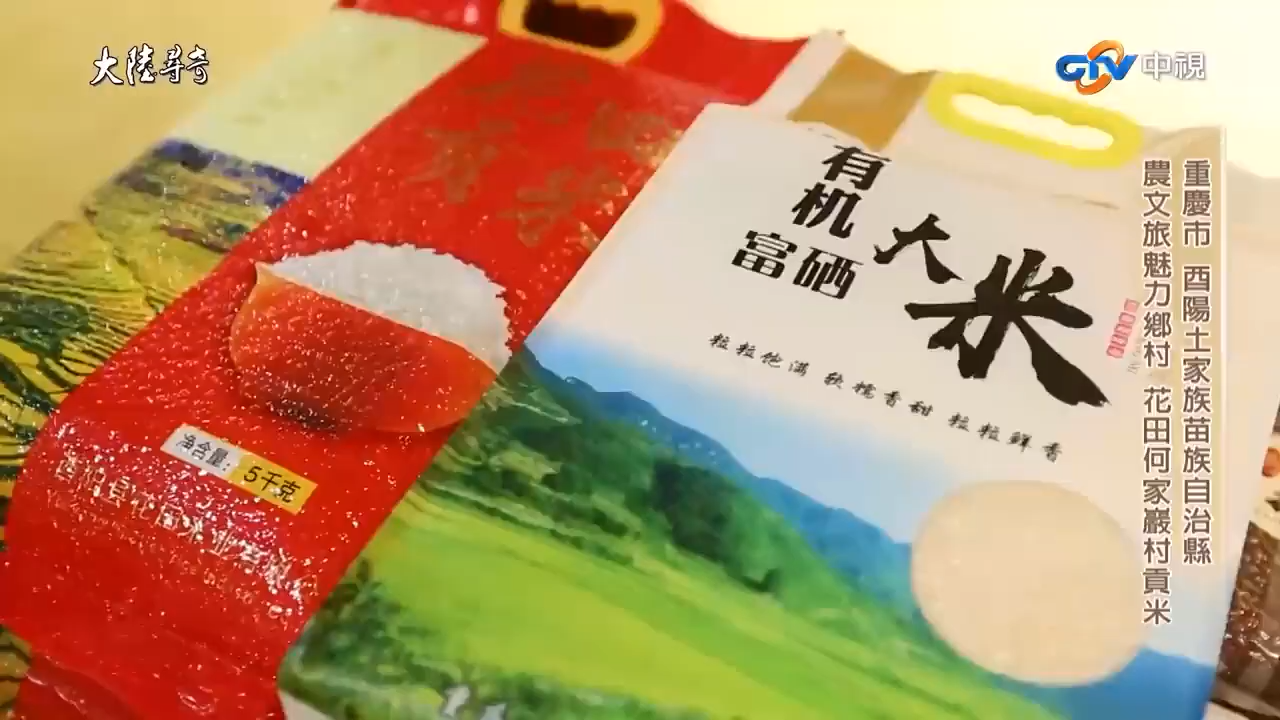 大陸尋奇
CTV 中視
重慶市 酉陽土家族苗族自治縣
農文旅魅力鄉村 花田何家巖村貢米
有机
富硒
大米
粒粒饱满 软糯香甜 粒粒鲜香
净含量:5千克